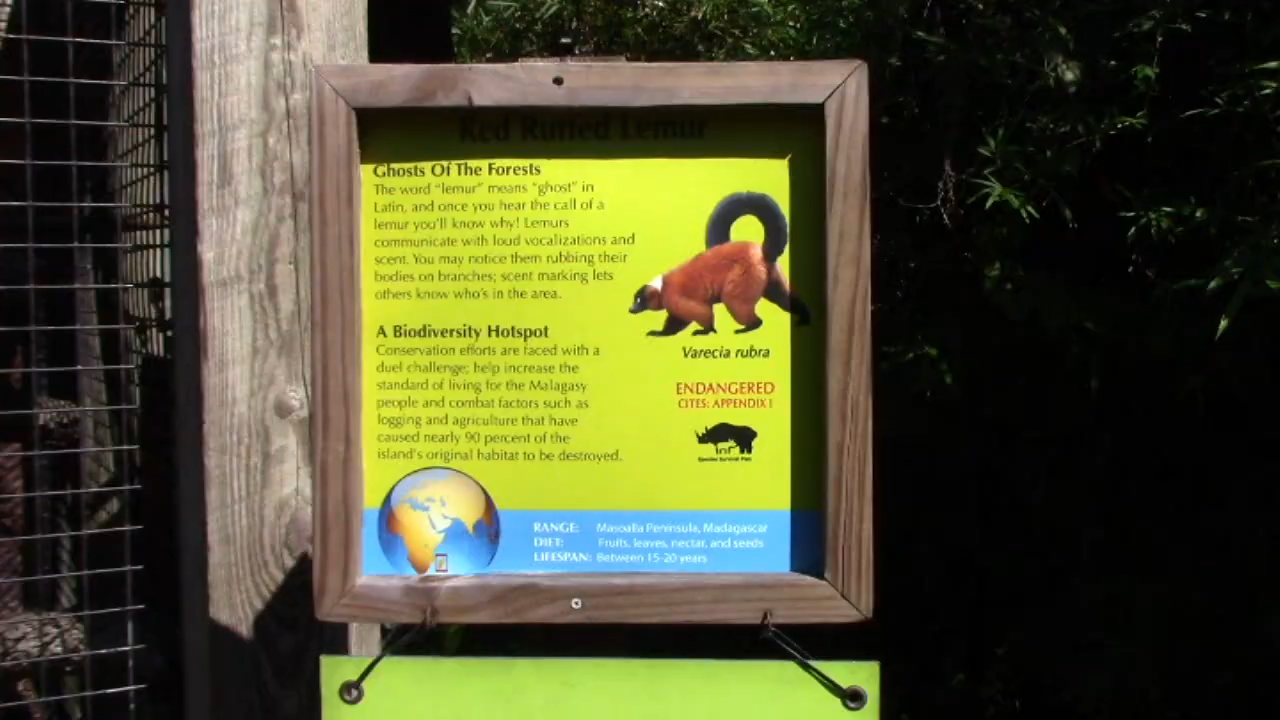 Red Ruffed Lemur
Ghosts Of The Forests
The word "lemur" means "ghost" in
Latin, and once you hear the call of a
lemur you'll know why! Lemurs
communicate with loud vocalizations and
scent. You may notice them rubbing their
bodies on branches; scent marking lets
others know who's in the area.
Varecia rubra
ENDANGERED
CITES: APPENDIX I
Species Survival Plan
A Biodiversity Hotspot
Conservation efforts are faced with a
duel challenge; help increase the
standard of living for the Malagasy
people and combat factors such as
logging and agriculture that have
caused nearly 90 percent of the
island's original habitat to be destroyed.
RANGE: Masoalla Peninsula, Madagascar
DIET: Fruits, leaves, nectar, and seeds
LIFESPAN: Between 15-20 years